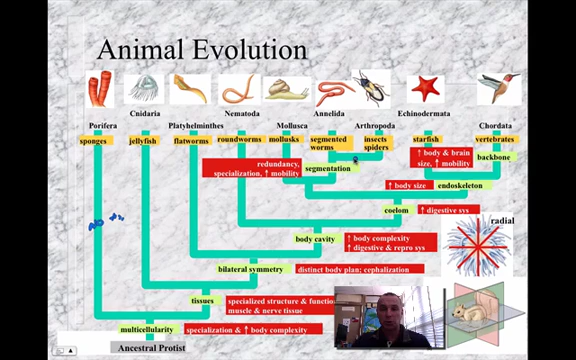 Animal Evolution
Cnidaria
Platyhelminthes
Nematoda
Annelida
Echinodermata
Porifera
Mollusca
Arthropoda
Chordata
sponges
jellyfish
flatworms
roundworms
mollusks
segmented
worms
insects
spiders
starfish
vertebrates
↑ body & brain
size, ↑ mobility
backbone
redundancy,
specialization, ↑ mobility
segmentation
↑ body size
endoskeleton
coelom
↑ digestive sys
radial
body cavity
↑ body complexity
↑ digestive & repro sys
bilateral symmetry
distinct body plan; cephalization
tissues
specialized structure & functio
muscle & nerve tissue
multicellularity
specialization & ↑ body complexity
Ancestral Protist